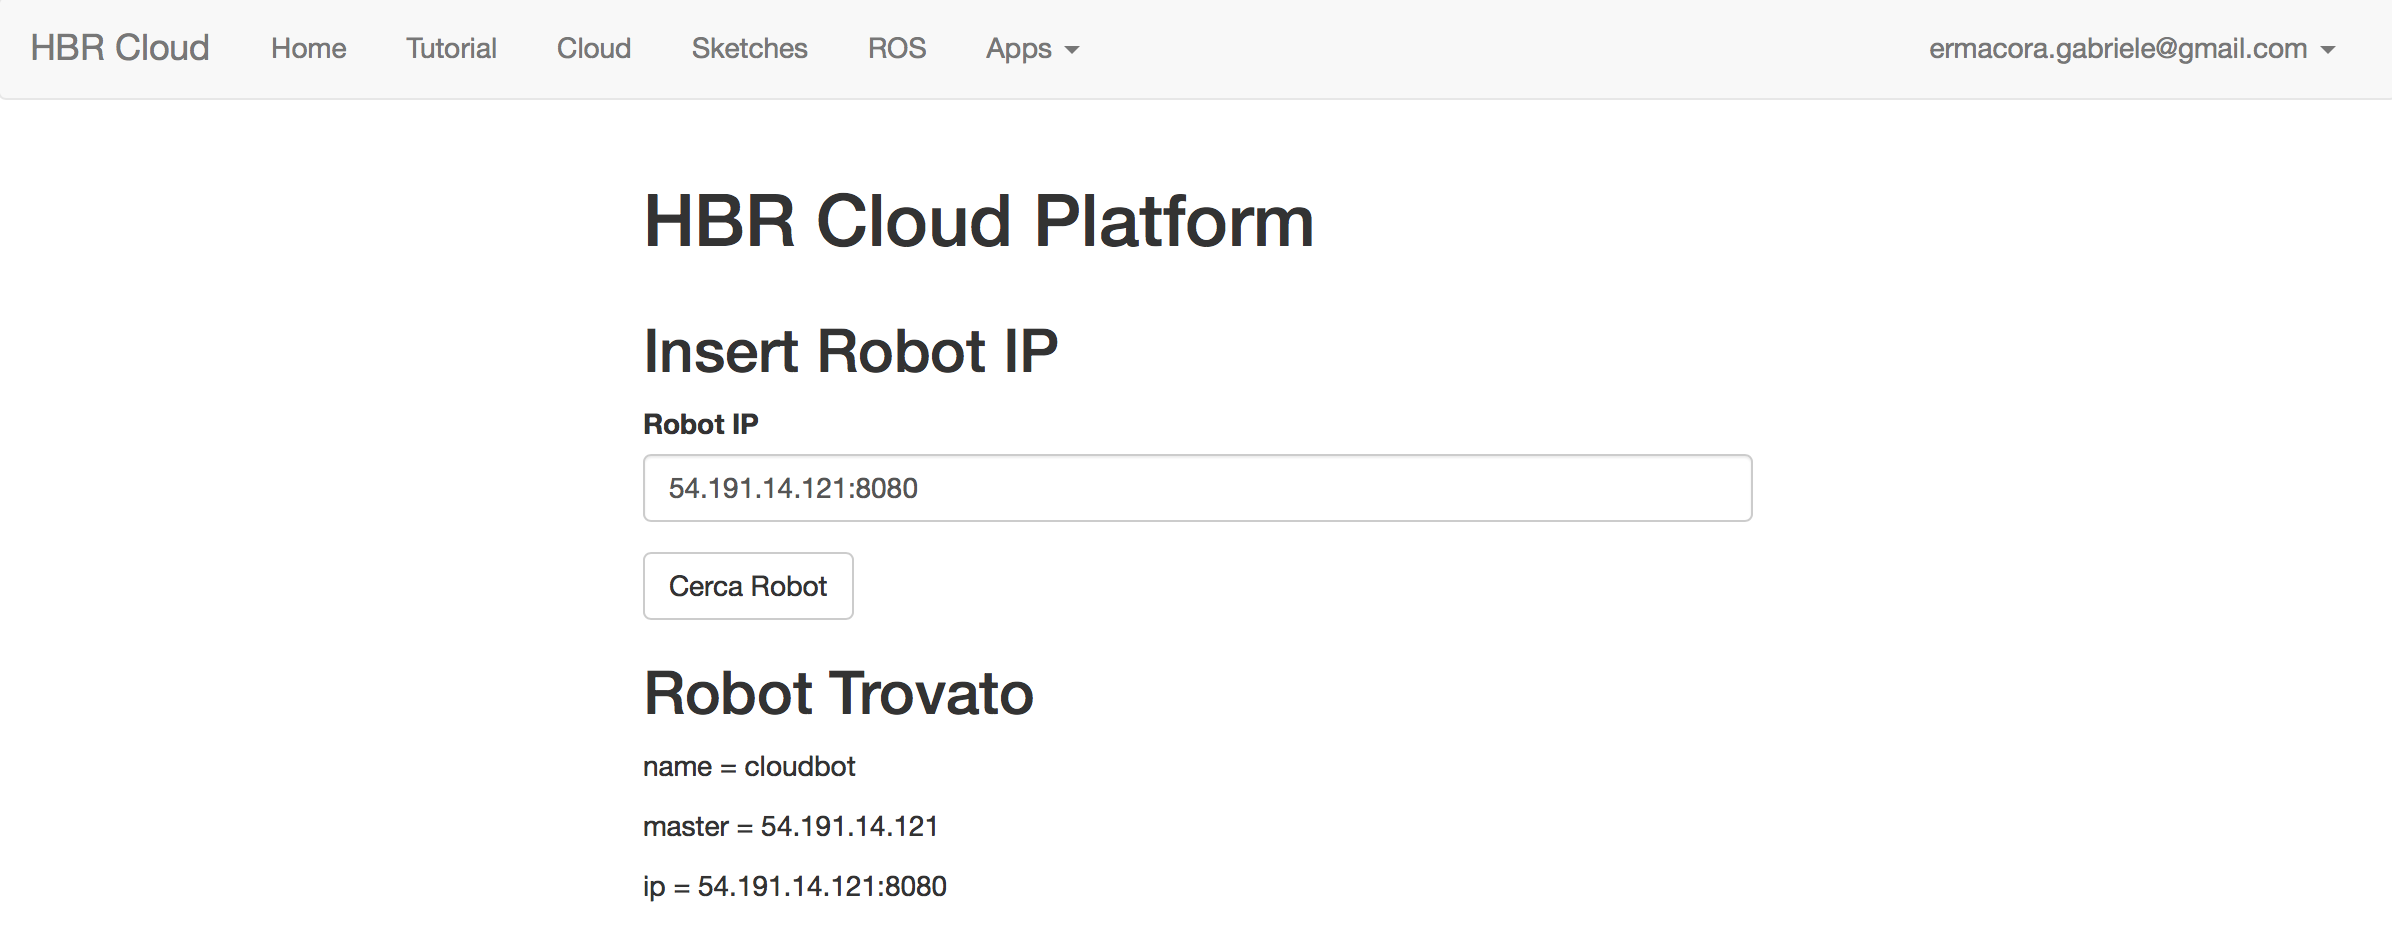 HBR Cloud Home Tutorial Cloud Sketches ROS Apps ermacora.gabriele@gmail.com
HBR Cloud Platform
Insert Robot IP
Robot IP
54.191.14.121:8080
Cerca Robot
Robot Trovato
name = cloudbot
master = 54.191.14.121
ip = 54.191.14.121:8080